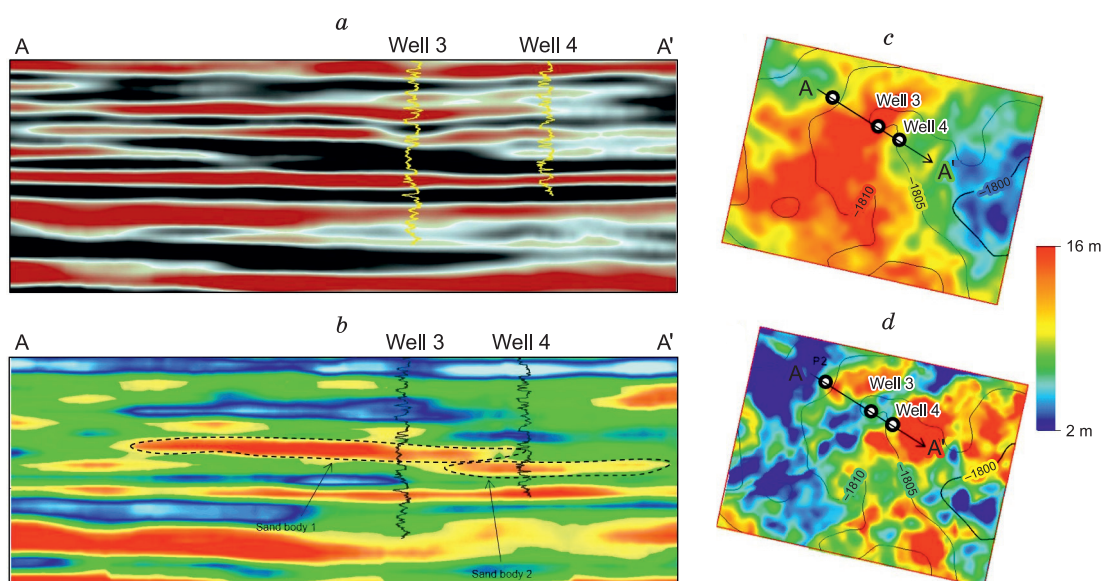 a
A
Well 3
Well 4
A'
b
A
Well 3
Well 4
A'
Sand body 1
Sand body 2
c
A
Well 3
Well 4
A'
–1800
–1810
–1805
16 m
2 m
d
P2
A
Well 3
Well 4
A'
–1800
–1810
–1805